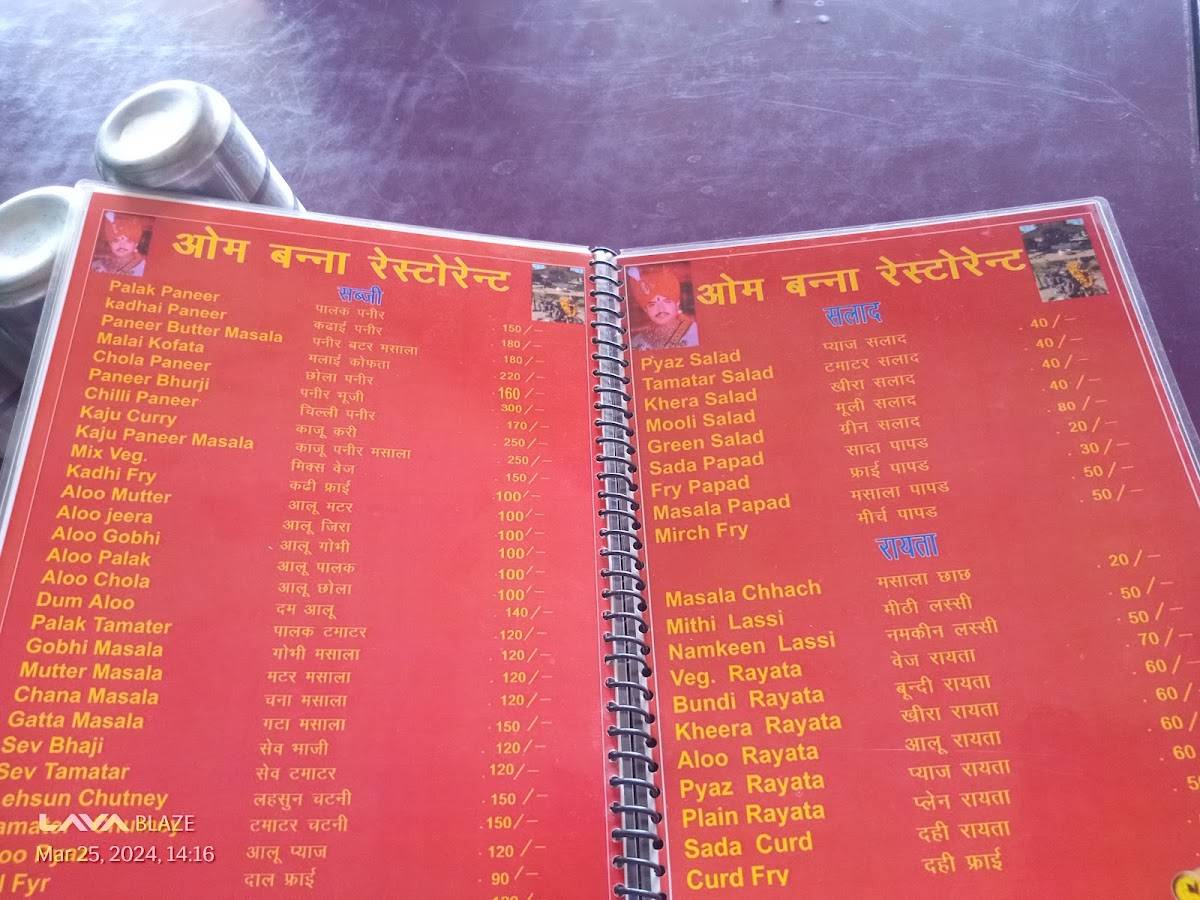 ओम बन्ना रेस्टोरेन्ट
सब्जी
Palak Paneer पालक पनीर 150/-
kadhai Paneer कढाई पनीर 180/-
Paneer Butter Masala पनीर बटर मसाला 180/-
Malai Kofata मलाई कोफता 220/-
Chola Paneer छोला पनीर 160/-
Paneer Bhurji पनीर भूजी 300/-
Chilli Paneer चिल्ली पनीर 170/-
Kaju Curry काजू करी 250/-
Kaju Paneer Masala काजू पनीर मसाला 250/-
Mix Veg. मिक्स वेज 150/-
Kadhi Fry कढी फ्राई 100/-
Aloo Mutter आलू मटर 100/-
Aloo jeera आलू जिरा 100/-
Aloo Gobhi आलू गोभी 100/-
Aloo Palak आलू पालक 100/-
Aloo Chola आलू छोला 100/-
Dum Aloo दम आलू 140/-
Palak Tamater पालक टमाटर 120/-
Gobhi Masala गोभी मसाला 120/-
Mutter Masala मटर मसाला 120/-
Chana Masala चना मसाला 120/-
Gatta Masala गटा मसाला 150/-
Sev Bhaji सेव भाजी 120/-
Sev Tamatar सेव टमाटर 120/-
ehsun Chutney लहसुन चटनी 150/-
टमाटर चटनी 150/-
आलू प्याज 120/-
Fyr दाल फ्राई 90/-
ओम बन्ना रेस्टोरेन्ट
सलाद
Pyaz Salad प्याज सलाद 40/-
Tamatar Salad टमाटर सलाद 40/-
Khera Salad खीरा सलाद 40/-
Mooli Salad मूली सलाद 40/-
Green Salad ग्रीन सलाद 80/-
Sada Papad सादा पापड 20/-
Fry Papad फ्राई पापड 30/-
Masala Papad मसाला पापड 50/-
Mirch Fry मीर्च पापड 50/-
रायता
Masala Chhach मसाला छाछ 20/-
Mithi Lassi मीठी लस्सी 50/-
Namkeen Lassi नमकीन लस्सी 50/-
Veg. Rayata वेज रायता 70/-
Bundi Rayata बून्दी रायता 60/-
Kheera Rayata खीरा रायता 60/
Aloo Rayata आलू रायता 60/
Pyaz Rayata प्याज रायता 60
Plain Rayata प्लेन रायता
Sada Curd दही रायता
Curd Fry दही फ्राई
LAVA BLAZE
Mar 25, 2024, 14:16